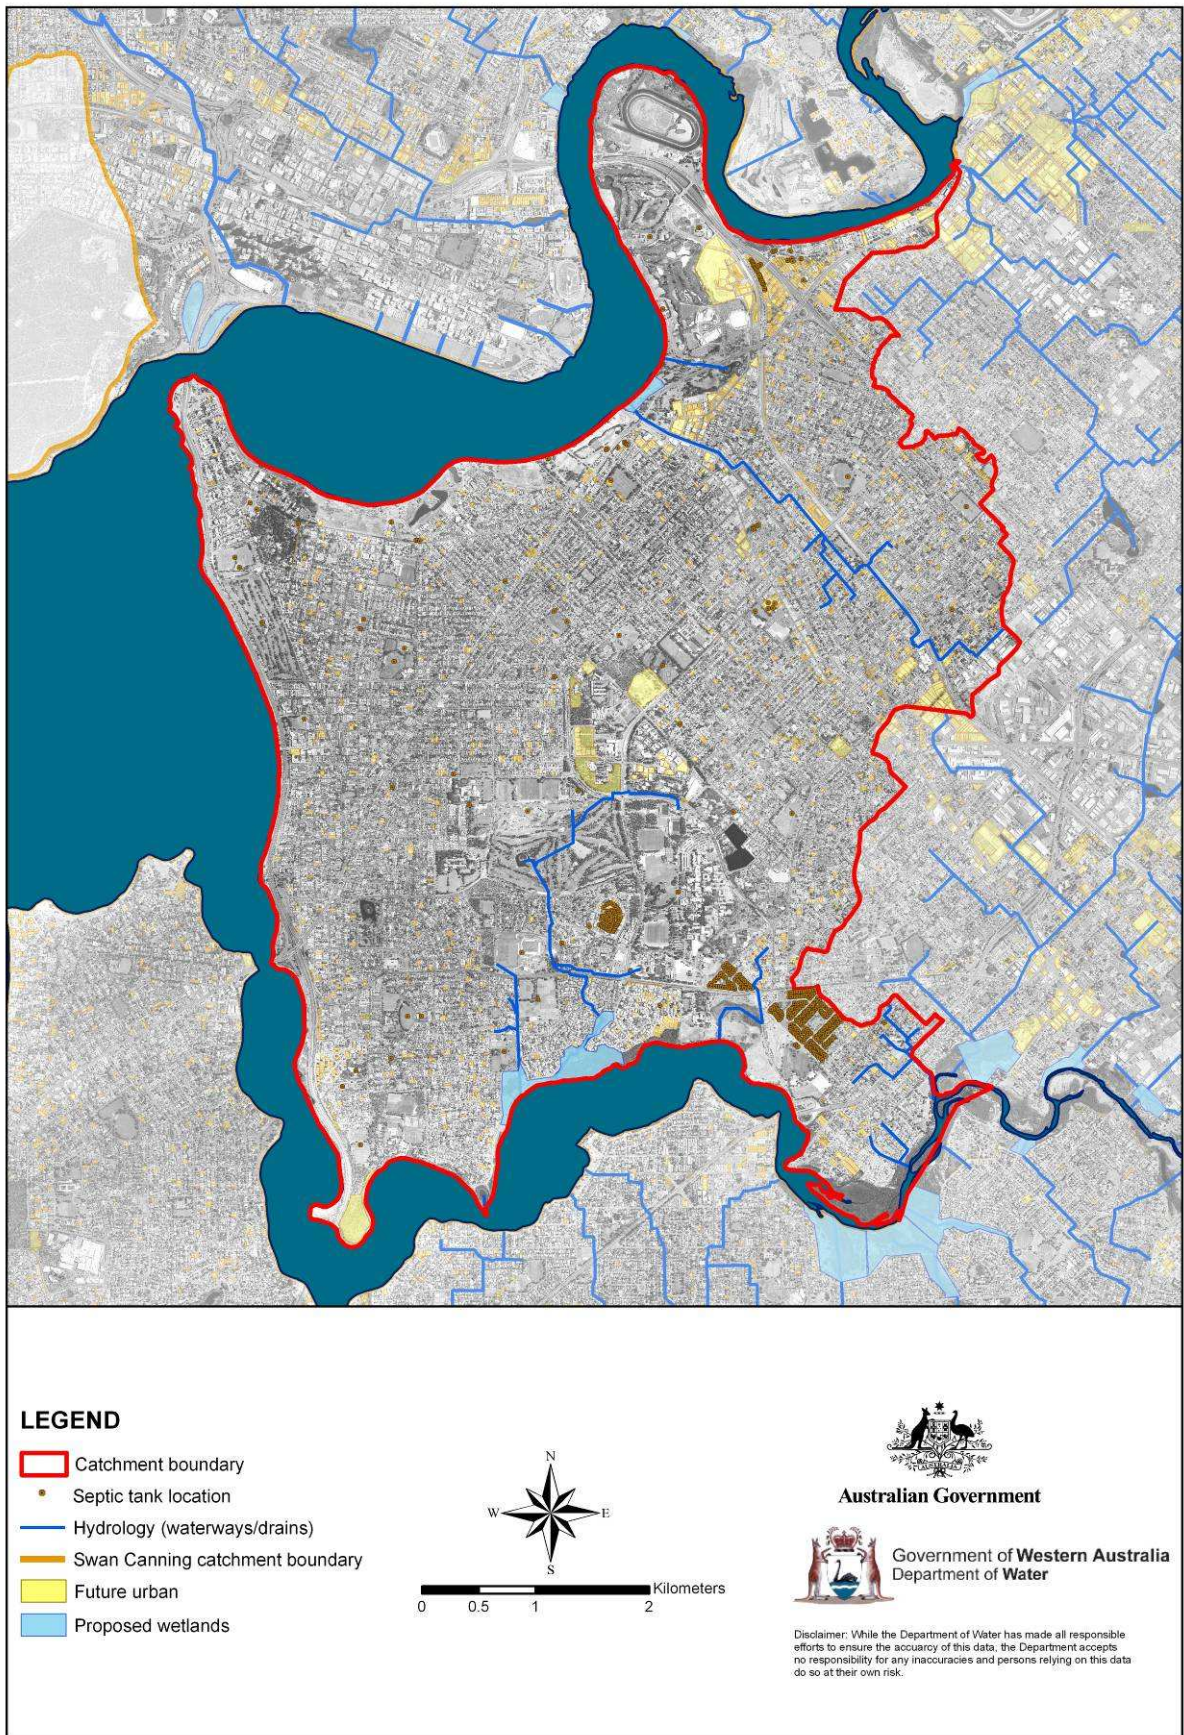 LEGEND
Catchment boundary
Septic tank location
Hydrology (waterways/drains)
Swan Canning catchment boundary
Future urban
Proposed wetlands
N
W
E
S
Kilometers
0 0.5 1 2
AUSTRALIA
Australian Government
Government of Western Australia
Department of Water
Disclaimer: While the Department of Water has made all responsible
efforts to ensure the accuarcy of this data, the Department accepts
no responsibility for any inaccuracies and persons relying on this data
do so at their own risk.